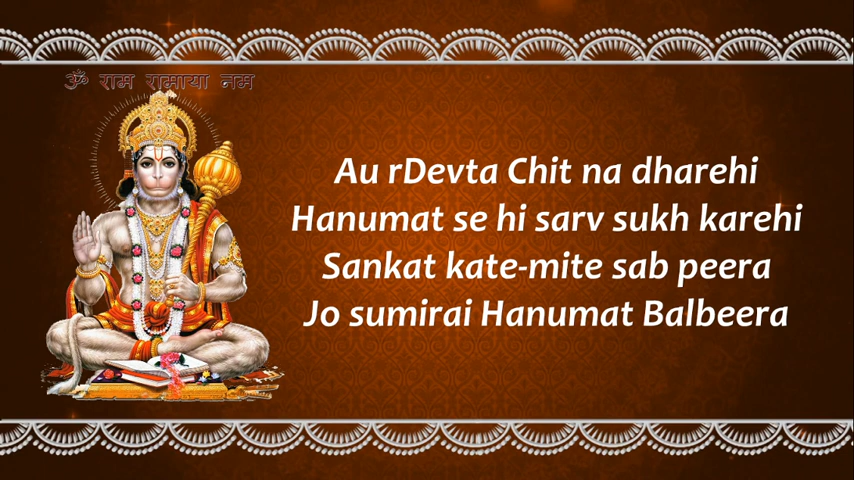 ॐ राम रामाया नम
Au rDevta Chit na dharehi
Hanumat se hi sarv sukh karehi
Sankat kate-mite sab peera
Jo sumirai Hanumat Balbeera